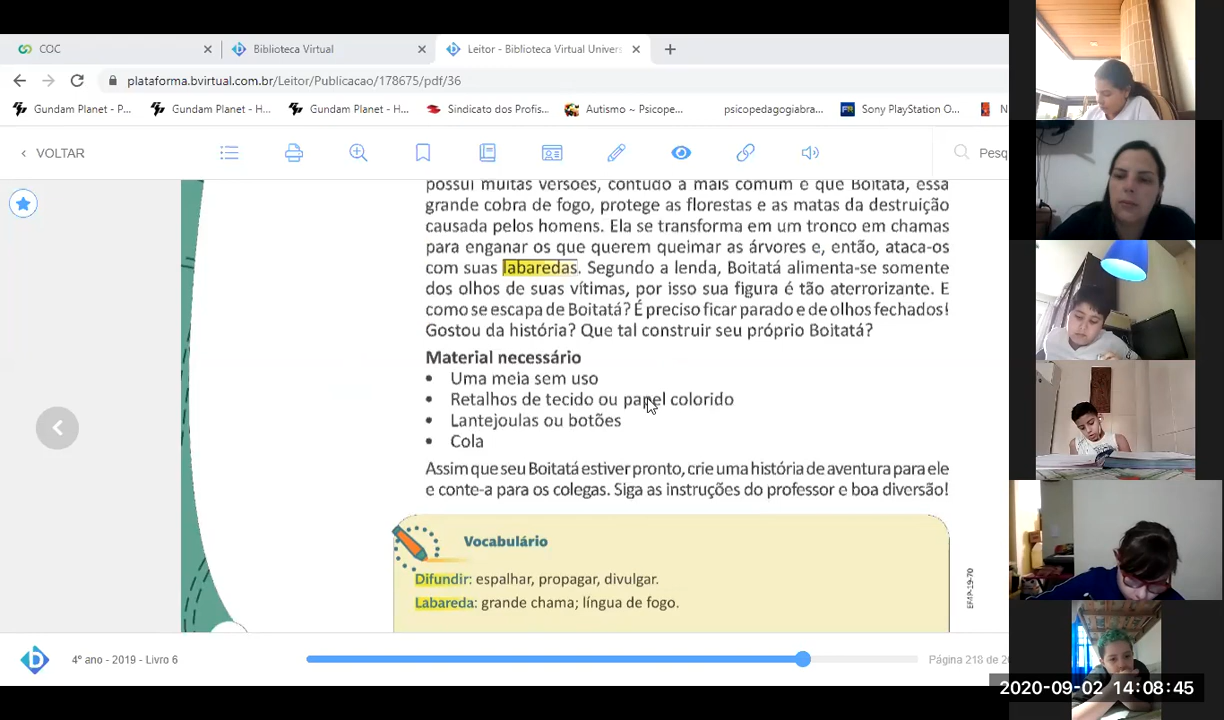 COC
Biblioteca Virtual
Leitor - Biblioteca Virtual Univers
plataforma.bvirtual.com.br/Leitor/Publicacao/178675/pdf/36
Gundam Planet - P...
Gundam Planet - H...
Gundam Planet - H...
Sindicato dos Profis...
Autismo ~ Psicope...
psicopedagogiabra...
Sony PlayStation O...
N
VOLTAR
Pesq
possui muitas versões, contudo a mais comum é que Boitatá, essa
grande cobra de fogo, protege as florestas e as matas da destruição
causada pelos homens. Ela se transforma em um tronco em chamas
para enganar os que querem queimar as árvores e, então, ataca-os
com suas labaredas. Segundo a lenda, Boitatá alimenta-se somente
dos olhos de suas vítimas, por isso sua figura é tão aterrorizante. E
como se escapa de Boitatá? É preciso ficar parado e de olhos fechados!
Gostou da história? Que tal construir seu próprio Boitatá?
Material necessário
• Uma meia sem uso
• Retalhos de tecido ou papel colorido
• Lantejoulas ou botões
• Cola
Assim que seu Boitatá estiver pronto, crie uma história de aventura para ele
e conte-a para os colegas. Siga as instruções do professor e boa diversão!
Vocabulário
Difundir: espalhar, propagar, divulgar.
Labareda: grande chama; língua de fogo.
EF4P-19-70
4º ano - 2019 - Livro 6
Página 218 de 2
2020-09-02 14:08:45